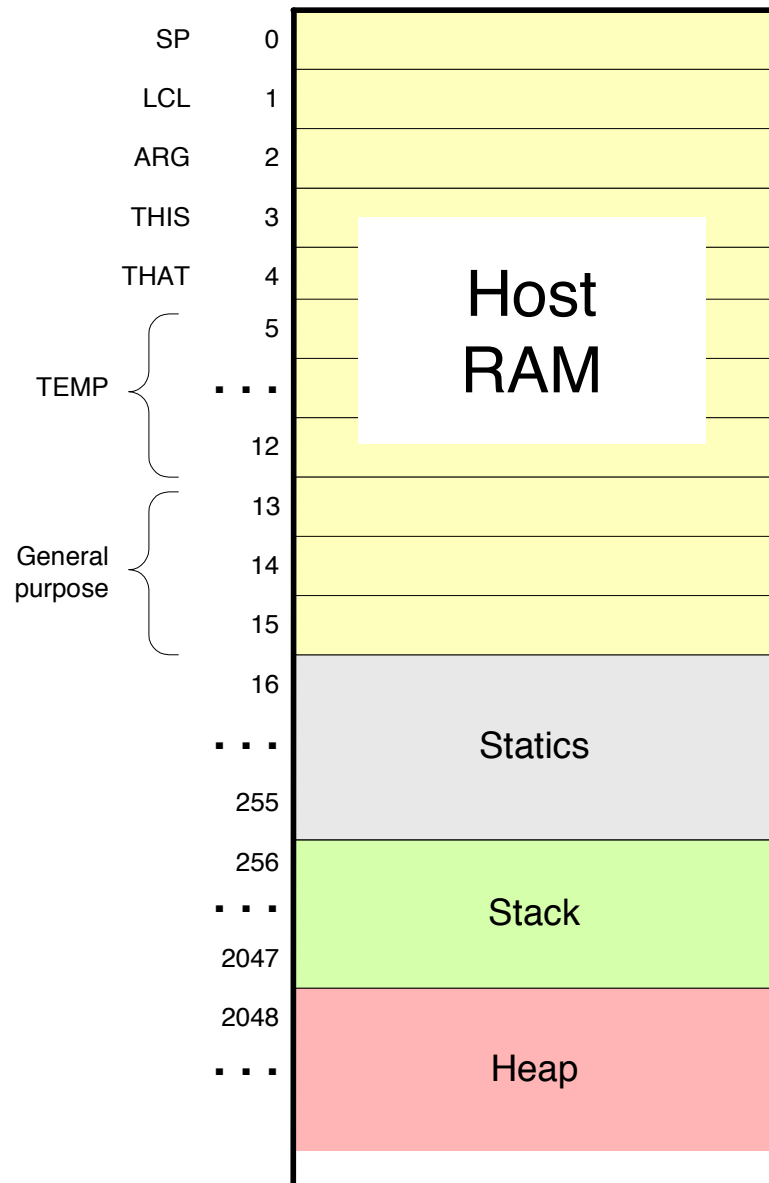 SP 0
LCL 1
ARG 2
THIS 3
THAT 4
Host
RAM
5
TEMP ...
12
13
General
purpose
14
15
16
... Statics
255
256
... Stack
2047
2048
... Heap